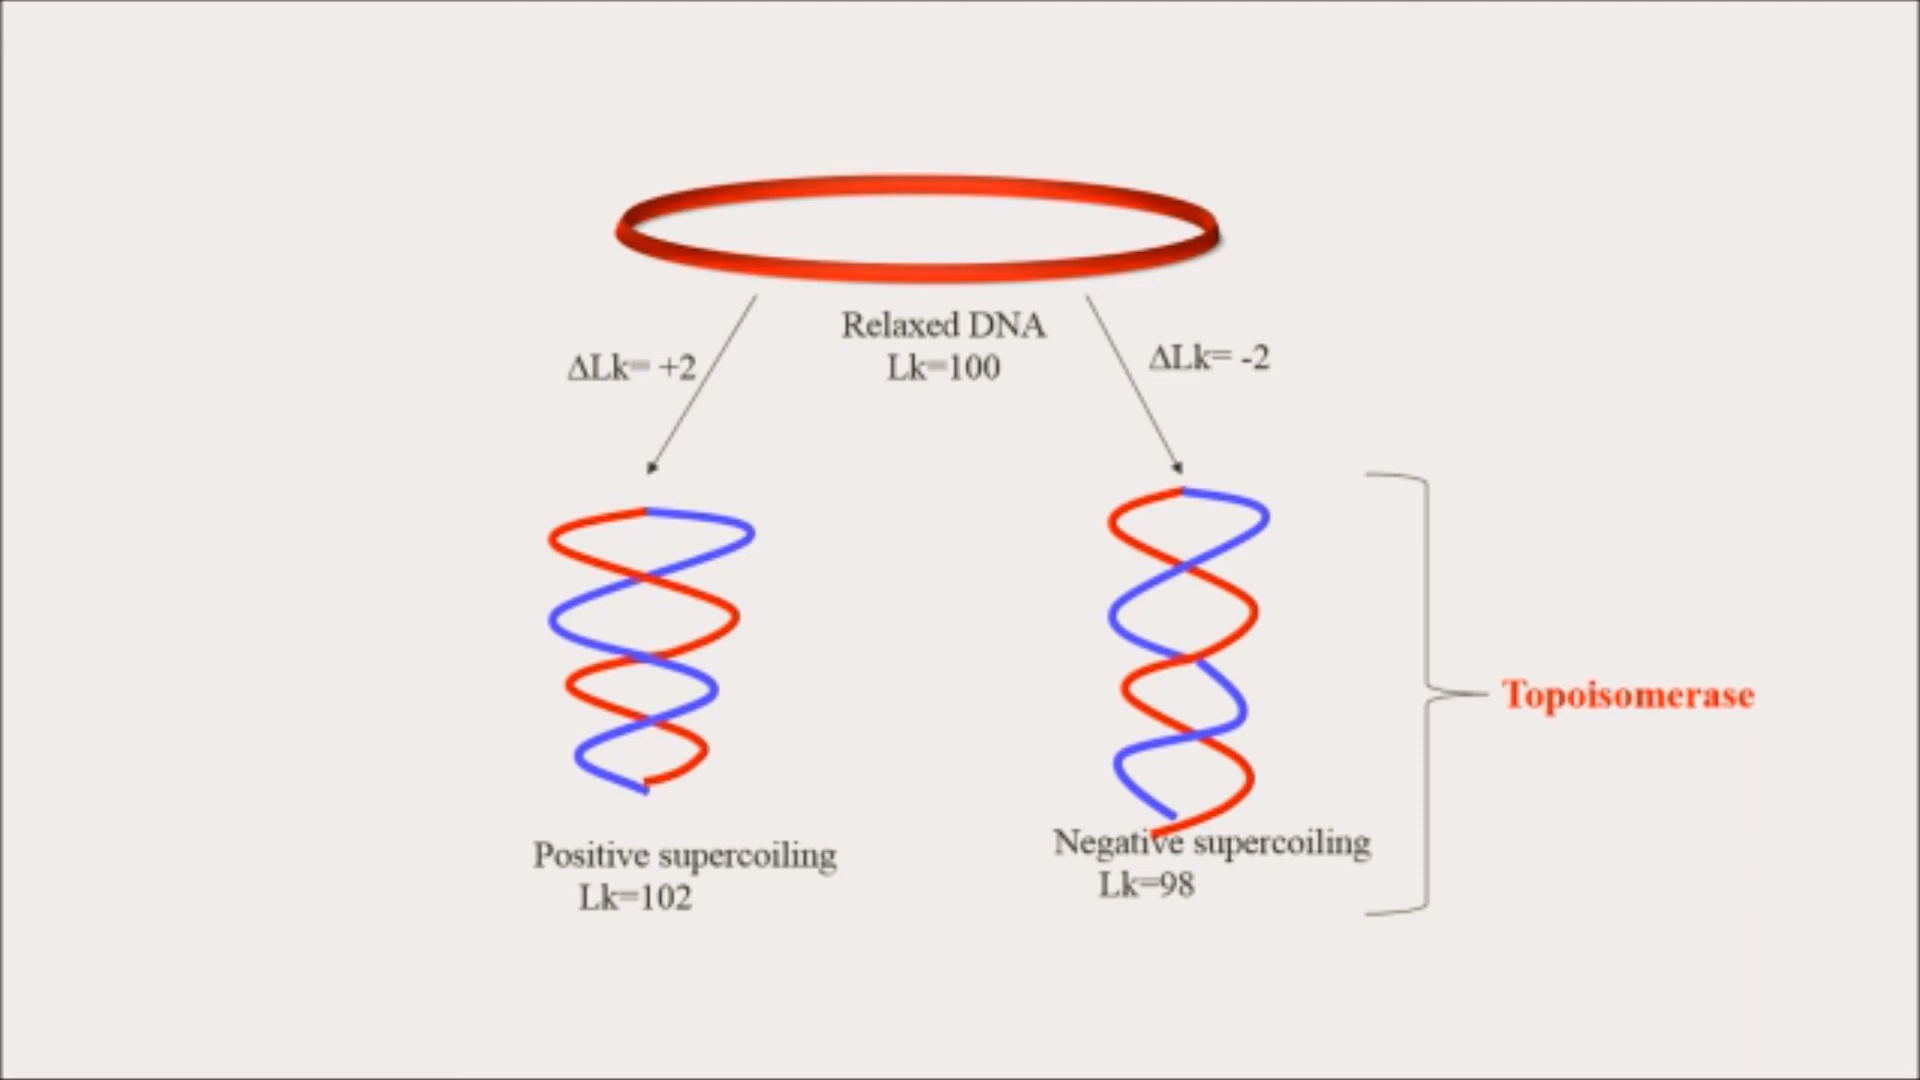 Relaxed DNA
Lk=100
ΔLk= +2
ΔLk= -2
Topoisomerase
Positive supercoiling
Lk=102
Negative supercoiling
Lk=98